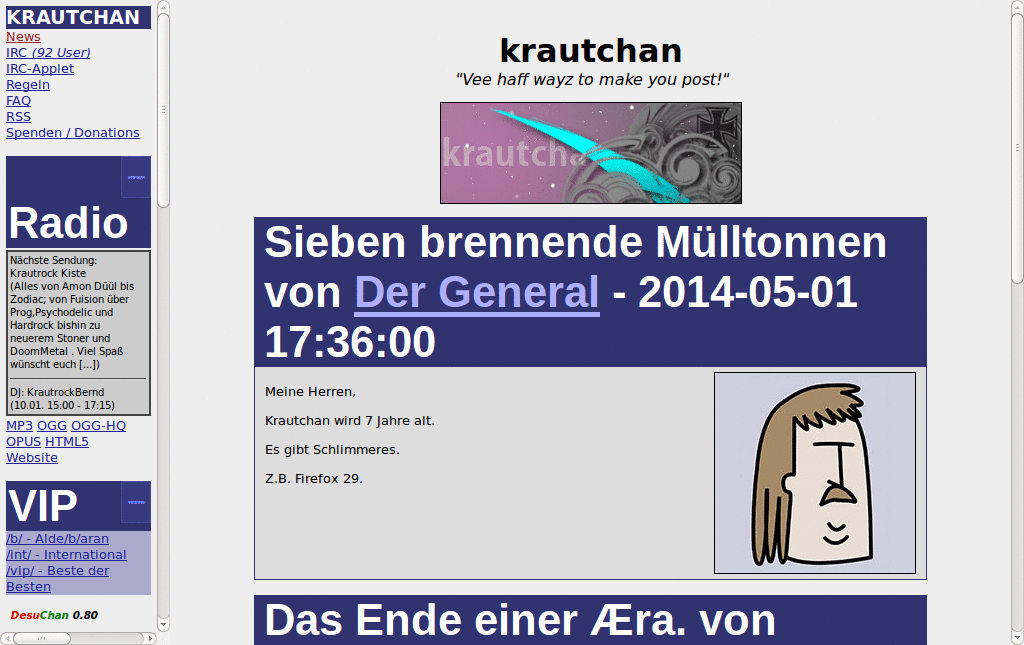 KRAUTCHAN
News
IRC (92 User)
IRC-Applet
Regeln
FAQ
RSS
Spenden / Donations
Radio
Nächste Sendung:
Krautrock Kiste
(Alles von Amon Düül bis
Zodiac; von Fuision über
Prog,Psychodelic und
Hardrock bishin zu
neuerem Stoner und
DoomMetal . Viel Spaß
wünscht euch [...])
DJ: KrautrockBernd
(10.01. 15:00 - 17:15)
MP3 OGG OGG-HQ
OPUS HTML5
Website
VIP
/b/ - Alde/b/aran
/int/ - International
/vip/ - Beste der
Besten
DesuChan 0.80
krautchan
"Vee haff wayz to make you post!"
krautcha
Sieben brennende Mülltonnen
von Der General - 2014-05-01
17:36:00
Meine Herren,
Krautchan wird 7 Jahre alt.
Es gibt Schlimmeres.
Z.B. Firefox 29.
Das Ende einer Æra. von